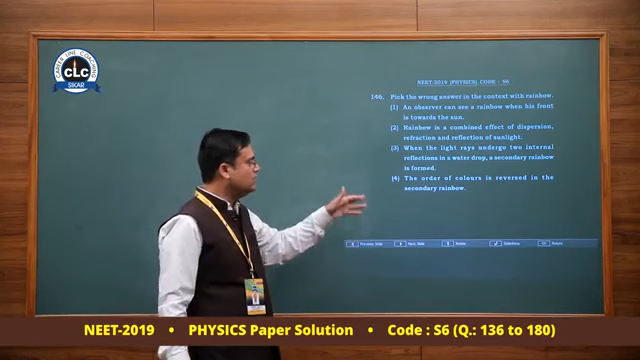 CAREER LINE COACHING
CLC
SIKAR
NEET-2019 (PHYSICS) CODE : S6
146. Pick the wrong answer in the context with rainbow.
(1) An observer can see a rainbow when his front
is towards the sun.
(2) Rainbow is a combined effect of dispersion,
refraction and reflection of sunlight.
(3) When the light rays undergo two internal
reflections in a water drop, a secondary rainbow
is formed.
(4) The order of colours is reversed in the
secondary rainbow.
Next Slide
NEET-2019 • PHYSICS Paper Solution • Code : S6 (Q.: 136 to 180)